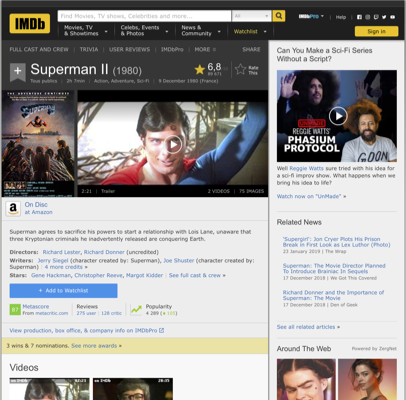 IMDb
Find Movies, TV shows, Celebrities and more...
All
IMDbPro
Help
Movies, TV & Showtimes
Celebs, Events & Photos
News & Community
Watchlist
Sign in
FULL CAST AND CREW | TRIVIA | USER REVIEWS | IMDbPro | MORE
SHARE
Superman II (1980)
6,8
Rate This
Tous publics | 2h 7min | Action, Adventure, Sci-Fi | 9 December 1980 (France)
2:21 | Trailer
2 VIDEOS | 75 IMAGES
On Disc
at Amazon
Superman agrees to sacrifice his powers to start a relationship with Lois Lane, unaware that
three Kryptonian criminals he inadvertently released are conquering Earth.
Directors: Richard Lester, Richard Donner (uncredited)
Writers: Jerry Siegel (character created by: Superman), Joe Shuster (character created by:
Superman) | 4 more credits »
Stars: Gene Hackman, Christopher Reeve, Margot Kidder | See full cast & crew »
+ Add to Watchlist
Metascore
From metacritic.com
Reviews
275 user | 128 critic
Popularity
4 289
View production, box office, & company info on IMDbPro
3 wins & 7 nominations. See more awards »
Videos
Can You Make a Sci-Fi Series
Without a Script?
REGGIE WATTS'
PHASIUM
PROTOCOL
Well Reggie Watts sure tried with his idea for
a sci-fi improv show. What happens when we
bring his idea to life?
Watch now on "UnMade" »
Related News
'Supergirl': Jon Cryer Plots His Prison
Break in First Look as Lex Luthor (Photo)
23 January 2019 | The Wrap
Superman: The Movie Director Planned
To Introduce Brainiac In Sequels
17 December 2018 | We Got This Covered
Richard Donner and the Importance of
Superman: The Movie
17 December 2018 | Den of Geek
See all related articles »
Around The Web
Powered by ZergNet